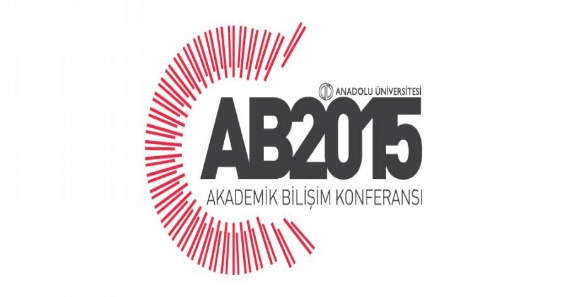 ANADOLU ÜNİVERSİTESİ
AB2015
AKADEMİK BİLİŞİM KONFERANSI